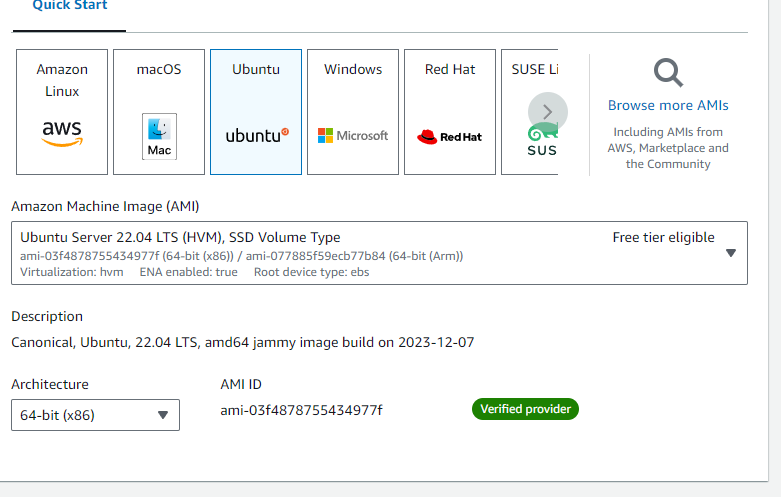 Quick Start
Amazon
Linux
aws
macOS
Mac
Ubuntu
ubuntu
Windows
Microsoft
Red Hat
Red Hat
SUSE Li
SUS
Browse more AMIs
Including AMIs from
AWS, Marketplace and
the Community
Amazon Machine Image (AMI)
Ubuntu Server 22.04 LTS (HVM), SSD Volume Type
Free tier eligible
ami-03f4878755434977f (64-bit (x86)) / ami-077885f59ecb77b84 (64-bit (Arm))
Virtualization: hvm ENA enabled: true Root device type: ebs
Description
Canonical, Ubuntu, 22.04 LTS, amd64 jammy image build on 2023-12-07
Architecture
AMI ID
64-bit (x86)
ami-03f4878755434977f
Verified provider